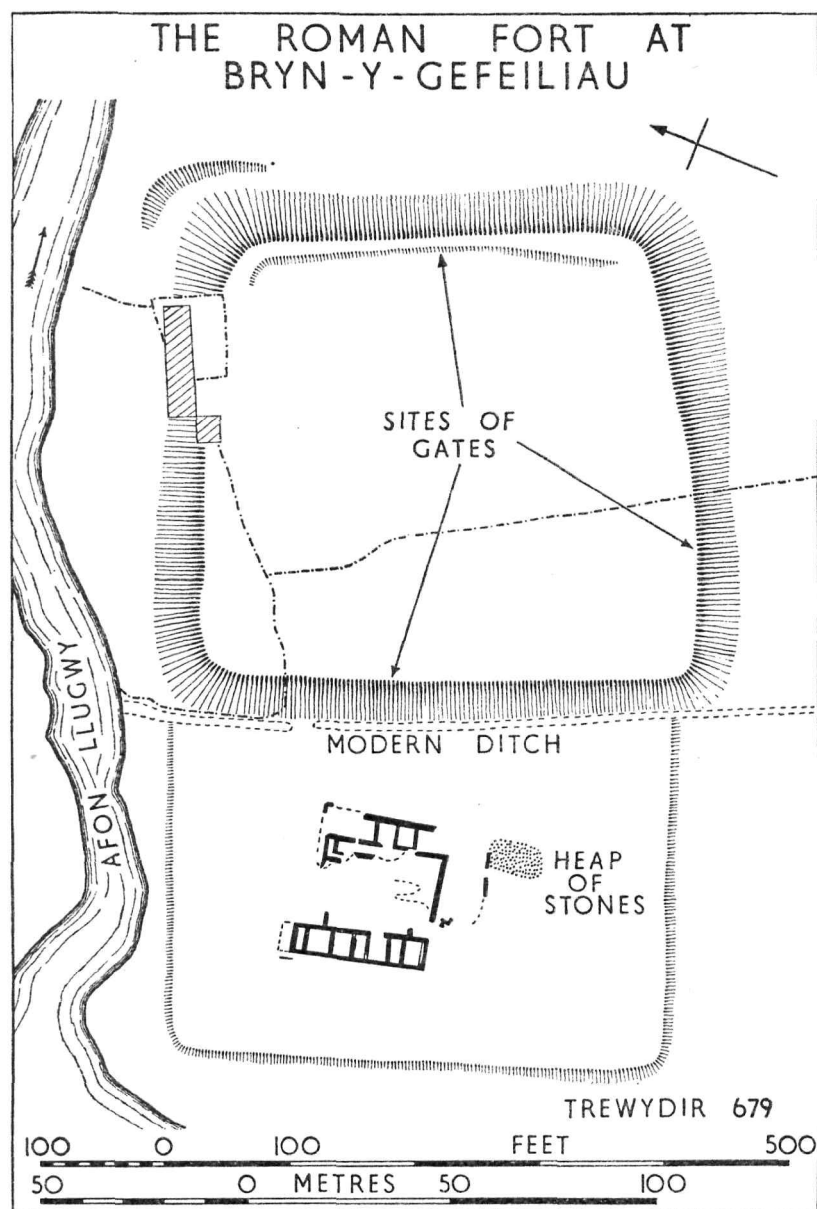 THE ROMAN FORT AT
BRYN-Y-GEFEILIAU
SITES OF
GATES
AFON LLUGWY
MODERN DITCH
HEAP
OF
STONES
TREWYDIR 679
100 0 100 FEET 500
50 0 METRES 50 100